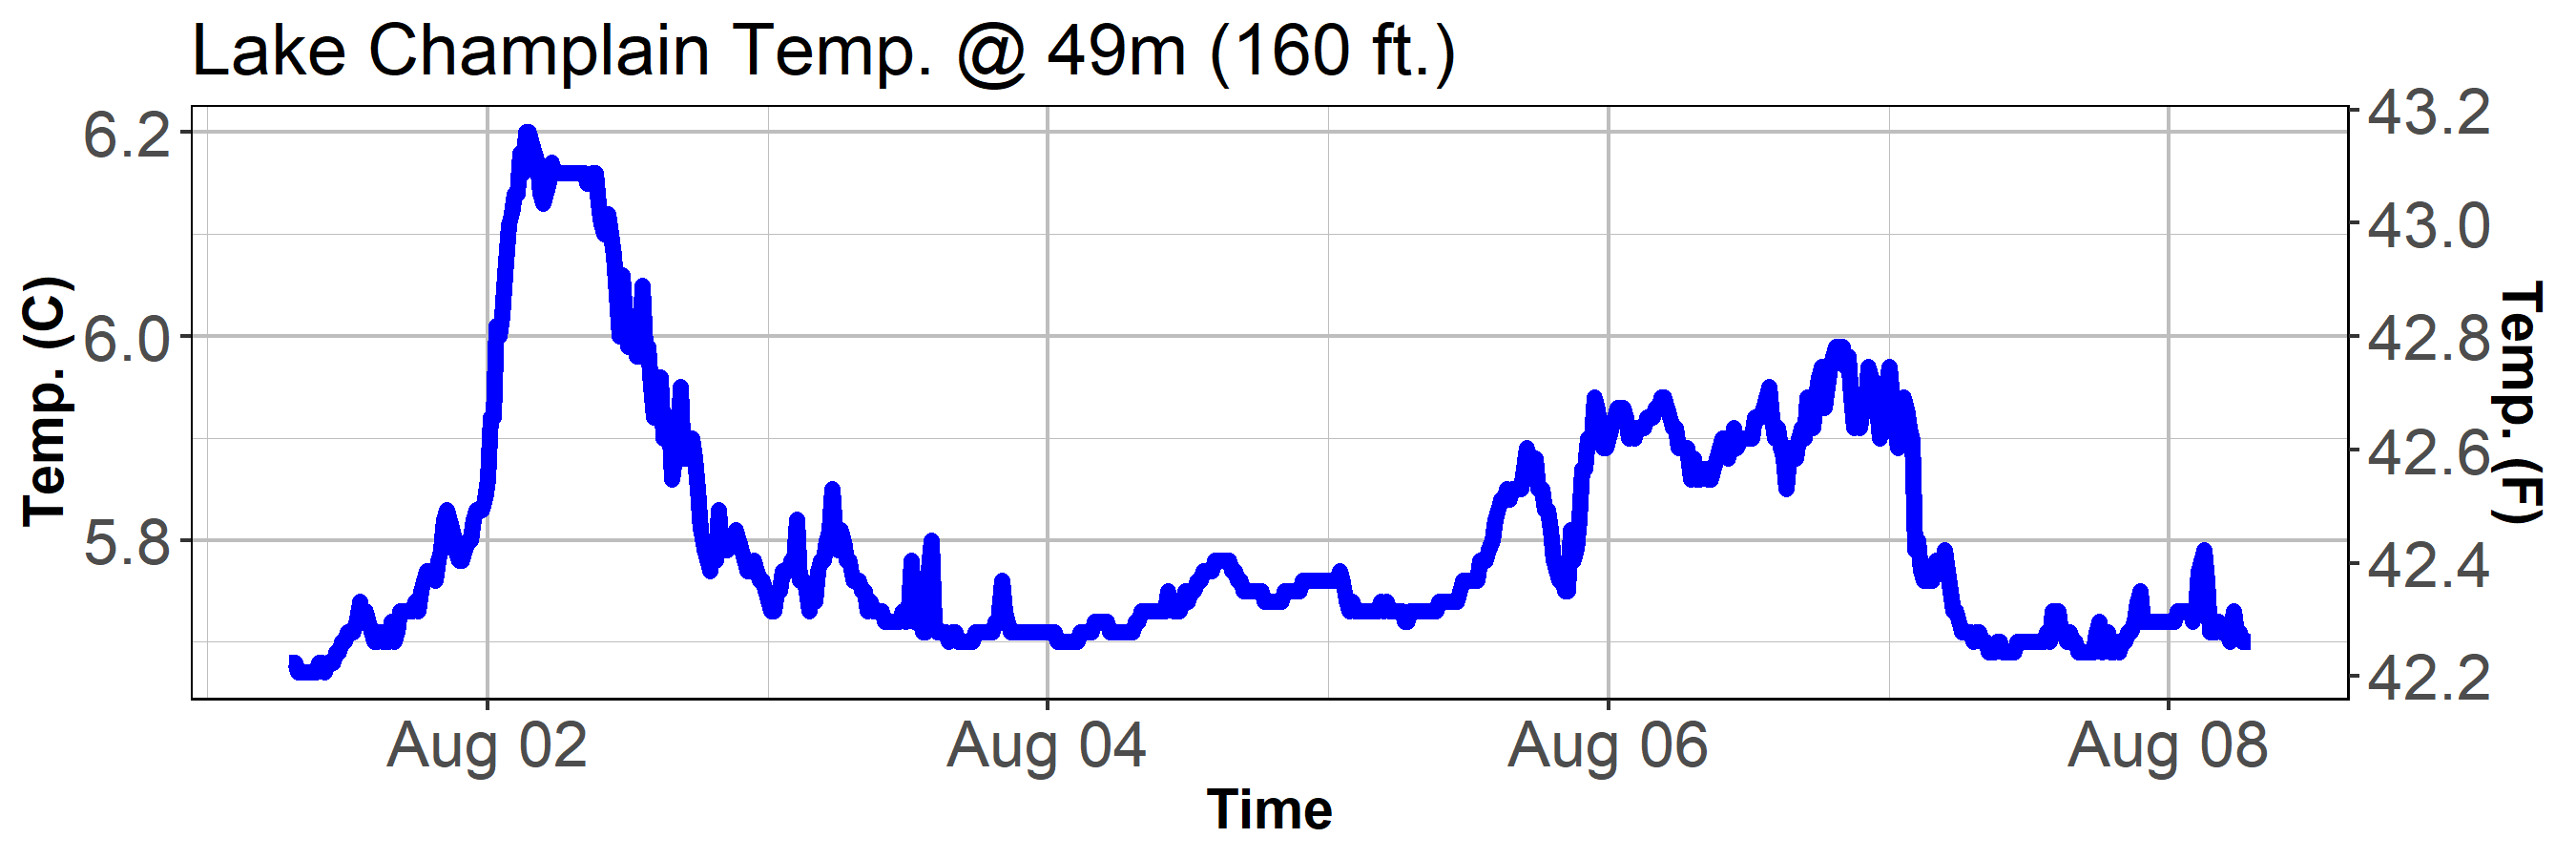 Lake Champlain Temp. @ 49m (160 ft.)
6.2
6.0
5.8
Temp. (C)
43.2
43.0
42.8
42.6
42.4
42.2
Temp. (F)
Aug 02 Aug 04 Aug 06 Aug 08
Time